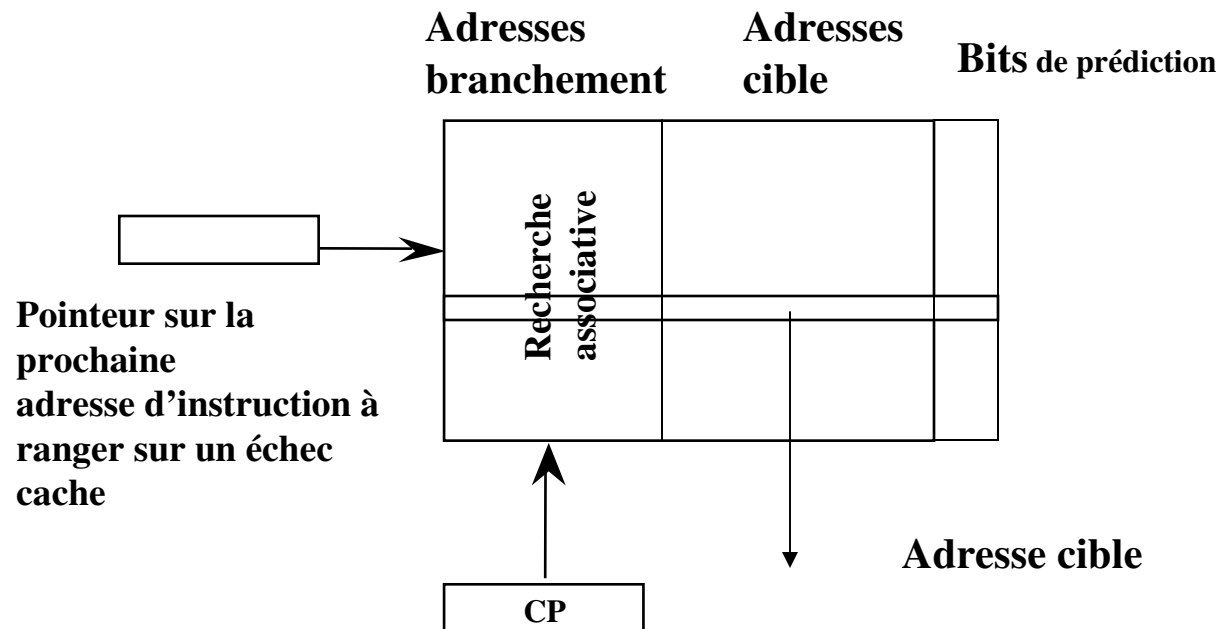 Adresses
branchement
Adresses
cible
Bits de prédiction
Recherche
associative
Pointeur sur la
prochaine
adresse d’instruction à
ranger sur un échec
cache
Adresse cible
CP